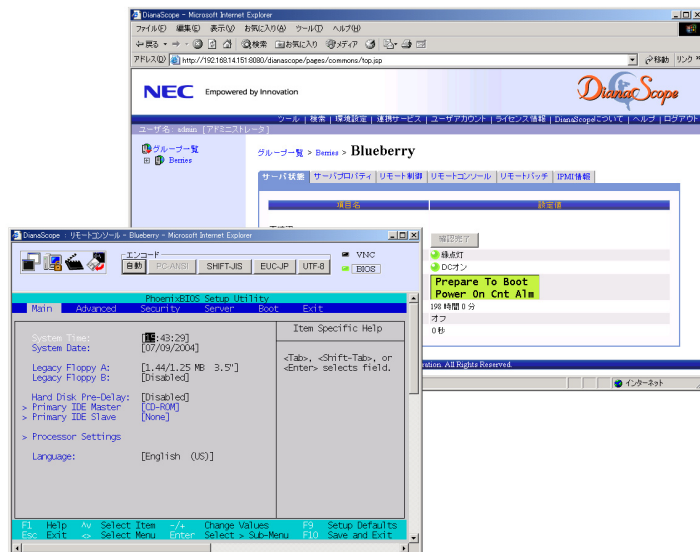 DianaScope - Microsoft Internet Explorer
ファイル(F) 編集(E) 表示(V) お気に入り(A) ツール(T) ヘルプ(H)
戻る 検索 お気に入り メディア
アドレス(D) http://192.168.14.151:8080/dianascope/pages/commons/top.jsp 移動 リンク
NEC Empowered by Innovation DianaScope
ツール | 検索 | 環境設定 | 連携サービス | ユーザアカウント | ライセンス情報 | DianaScopeについて | ヘルプ | ログアウト
ユーザ名: admin [アドミニストレータ]
グループ一覧
Berries
グループ一覧 > Berries > Blueberry
サーバ状態 サーバプロパティ リモート制御 リモートコンソール リモートバッチ IPMI情報
項目名 設定値
確認完了
緑点灯
DCオン
Prepare To Boot
Power On Cnt Alm
198 時間 0 分
オフ
0 秒
ration. All Rights Reserved.
インターネット
DianaScope : リモートコンソール - Blueberry - Microsoft Internet Explorer
エンコード
自動 PC-ANSI SHIFT-JIS EUC-JP UTF-8
VNC
BIOS
PhoenixBIOS Setup Utility
Main Advanced Security Server Boot Exit
Item Specific Help
System Time: :43:29]
System Date: [07/09/2004]
<Tab>, <Shift-Tab>, or
<Enter> selects field.
Legacy Floppy A: [1.44/1.25 MB 3.5"]
Legacy Floppy B: [Disabled]
Hard Disk Pre-Delay: [Disabled]
> Primary IDE Master [CD-ROM]
> Primary IDE Slave [None]
> Processor Settings
Language: [English (US)]
F1 Help ^v Select Item -/+ Change Values F9 Setup Defaults
Esc Exit <> Select Menu Enter Select > Sub-Menu F10 Save and Exit